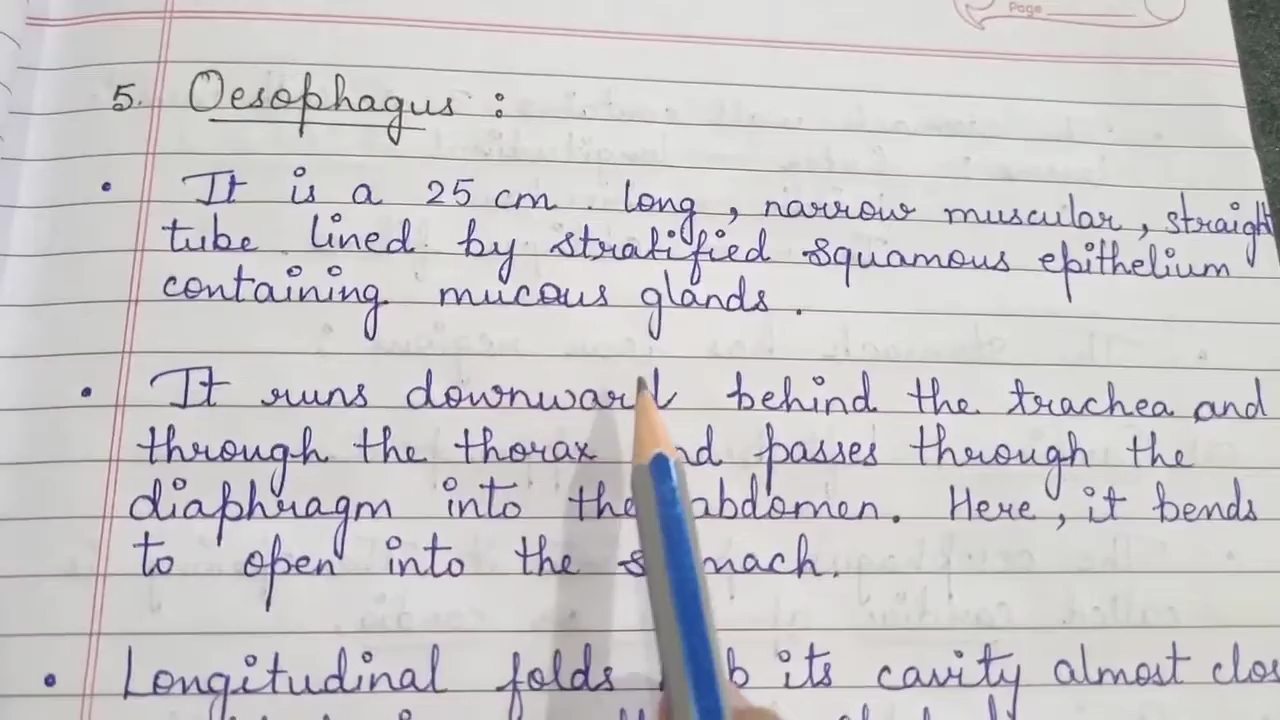 Page
5. Oesophagus :
• It is a 25 cm long, narrow muscular, straight
tube lined by stratified squamous epithelium
containing mucous glands.
• It runs downward behind the trachea and
through the thorax and passes through the
diaphragm into the abdomen. Here, it bends
to open into the stomach.
• Longitudinal folds its cavity almost